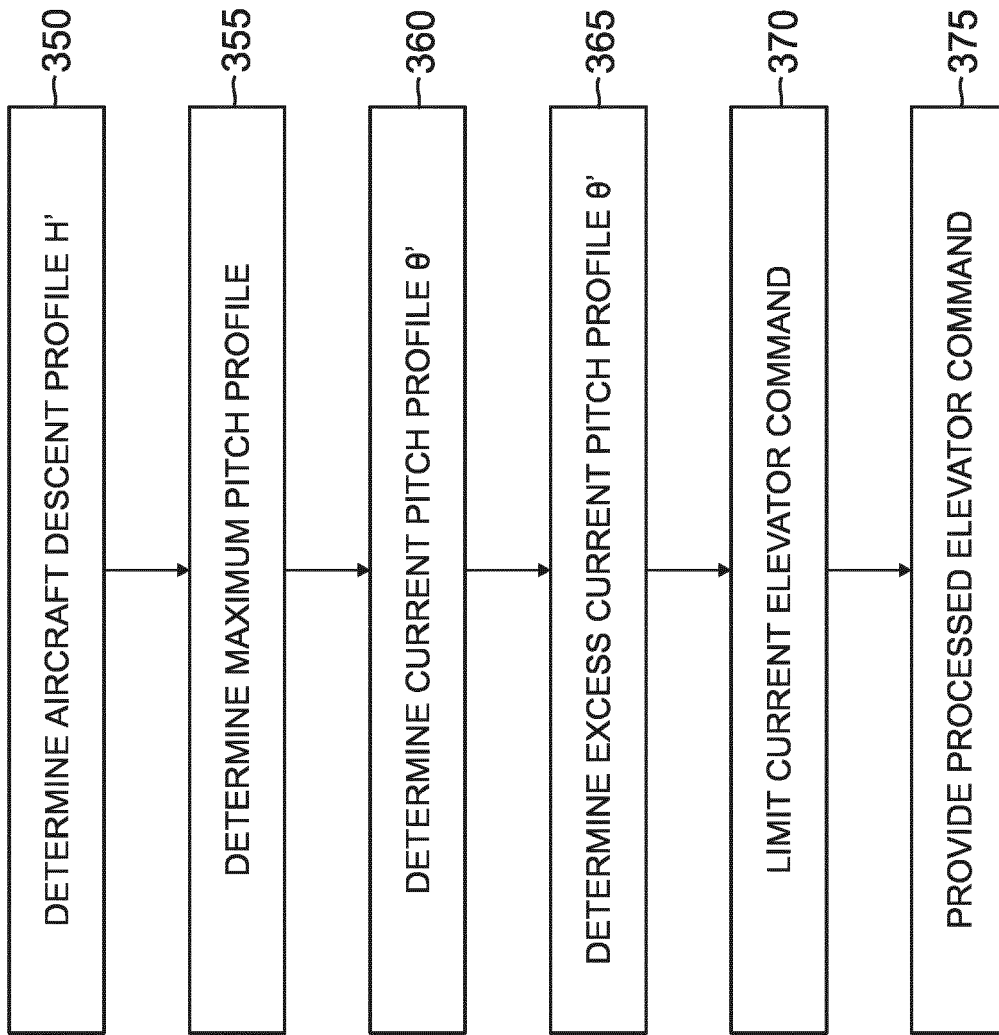 DETERMINE AIRCRAFT DESCENT PROFILE H'
350
DETERMINE MAXIMUM PITCH PROFILE
355
DETERMINE CURRENT PITCH PROFILE θ'
360
DETERMINE EXCESS CURRENT PITCH PROFILE θ'
365
LIMIT CURRENT ELEVATOR COMMAND
370
PROVIDE PROCESSED ELEVATOR COMMAND
375